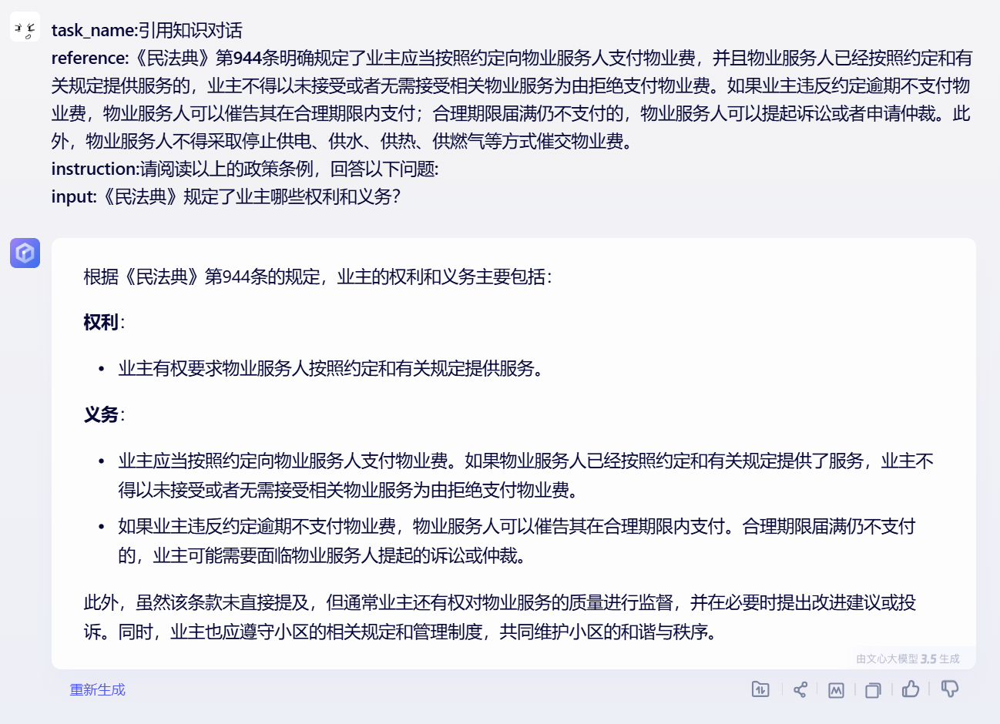 task_name:引用知识对话
reference:《民法典》第944条明确规定了业主应当按照约定向物业服务人支付物业费，并且物业服务人已经按照约定和有
关规定提供服务的，业主不得以未接受或者无需接受相关物业服务为由拒绝支付物业费。如果业主违反约定逾期不支付物
业费，物业服务人可以催告其在合理期限内支付；合理期限届满仍不支付的，物业服务人可以提起诉讼或者申请仲裁。此
外，物业服务人不得采取停止供电、供水、供热、供燃气等方式催交物业费。
instruction:请阅读以上的政策条例，回答以下问题:
input:《民法典》规定了业主哪些权利和义务？
根据《民法典》第944条的规定，业主的权利和义务主要包括：
权利：
• 业主有权要求物业服务人按照约定和有关规定提供服务。
义务：
• 业主应当按照约定向物业服务人支付物业费。如果物业服务人已经按照约定和有关规定提供了服务，业主不
得以未接受或者无需接受相关物业服务为由拒绝支付物业费。
• 如果业主违反约定逾期不支付物业费，物业服务人可以催告其在合理期限内支付。合理期限届满仍不支付
的，业主可能需要面临物业服务人提起的诉讼或仲裁。
此外，虽然该条款未直接提及，但通常业主还有权对物业服务的质量进行监督，并在必要时提出改进建议或投
诉。同时，业主也应遵守小区的相关规定和管理制度，共同维护小区的和谐与秩序。
由文心大模型 3.5 生成
重新生成